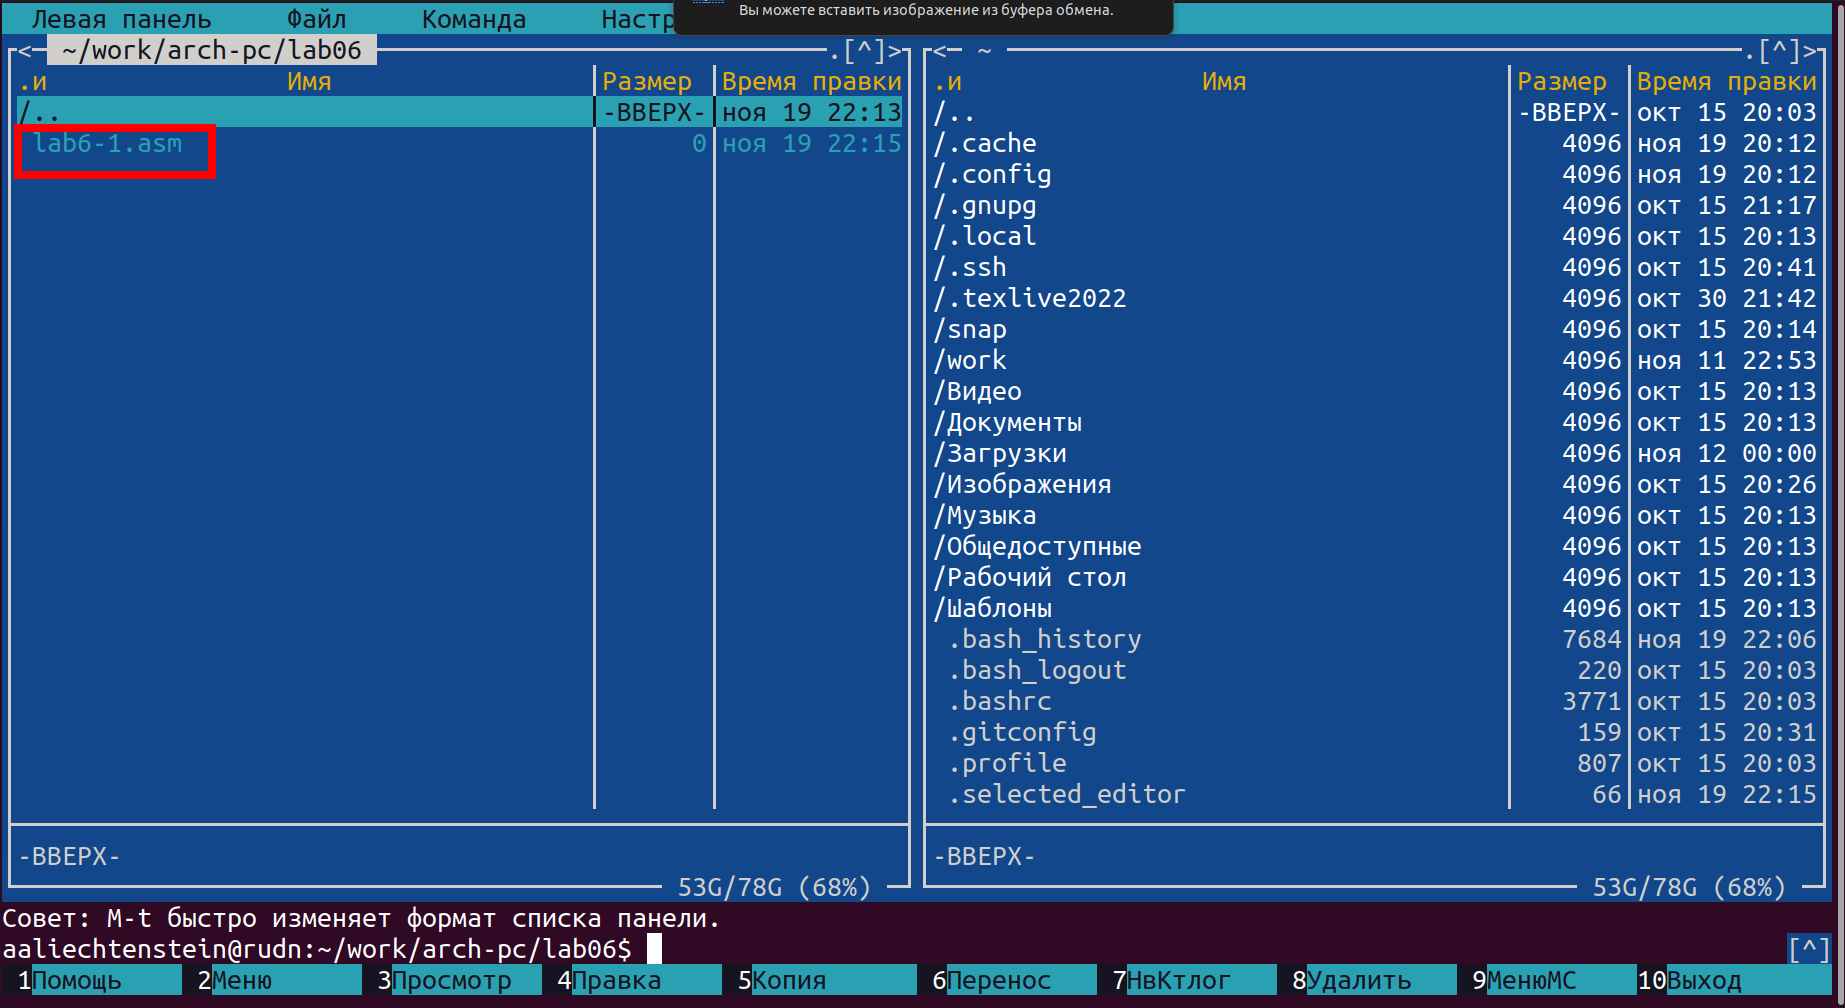 Левая панель Файл Команда Настр
Вы можете вставить изображение из буфера обмена.
<─ ~/work/arch-pc/lab06 .[^]>
.и Имя Размер Время правки
/.. -ВВЕРХ- ноя 19 22:13
lab6-1.asm 0 ноя 19 22:15
-ВВЕРХ-
53G/78G (68%)
<─ ~ .[^]>
.и Имя Размер Время правки
/.. -ВВЕРХ- окт 15 20:03
/.cache 4096 ноя 19 20:12
/.config 4096 ноя 19 20:12
/.gnupg 4096 окт 15 21:17
/.local 4096 окт 15 20:13
/.ssh 4096 окт 15 20:41
/.texlive2022 4096 окт 30 21:42
/snap 4096 окт 15 20:14
/work 4096 ноя 11 22:53
/Видео 4096 окт 15 20:13
/Документы 4096 окт 15 20:13
/Загрузки 4096 ноя 12 00:00
/Изображения 4096 окт 15 20:26
/Музыка 4096 окт 15 20:13
/Общедоступные 4096 окт 15 20:13
/Рабочий стол 4096 окт 15 20:13
/Шаблоны 4096 окт 15 20:13
.bash_history 7684 ноя 19 22:06
.bash_logout 220 окт 15 20:03
.bashrc 3771 окт 15 20:03
.gitconfig 159 окт 15 20:31
.profile 807 окт 15 20:03
.selected_editor 66 ноя 19 22:15
-ВВЕРХ-
53G/78G (68%)
Совет: M-t быстро изменяет формат списка панели.
aaliechtenstein@rudn:~/work/arch-pc/lab06$ [^]
1Помощь 2Меню 3Просмотр 4Правка 5Копия 6Перенос 7НвКтлог 8Удалить 9МенюМС 10Выход